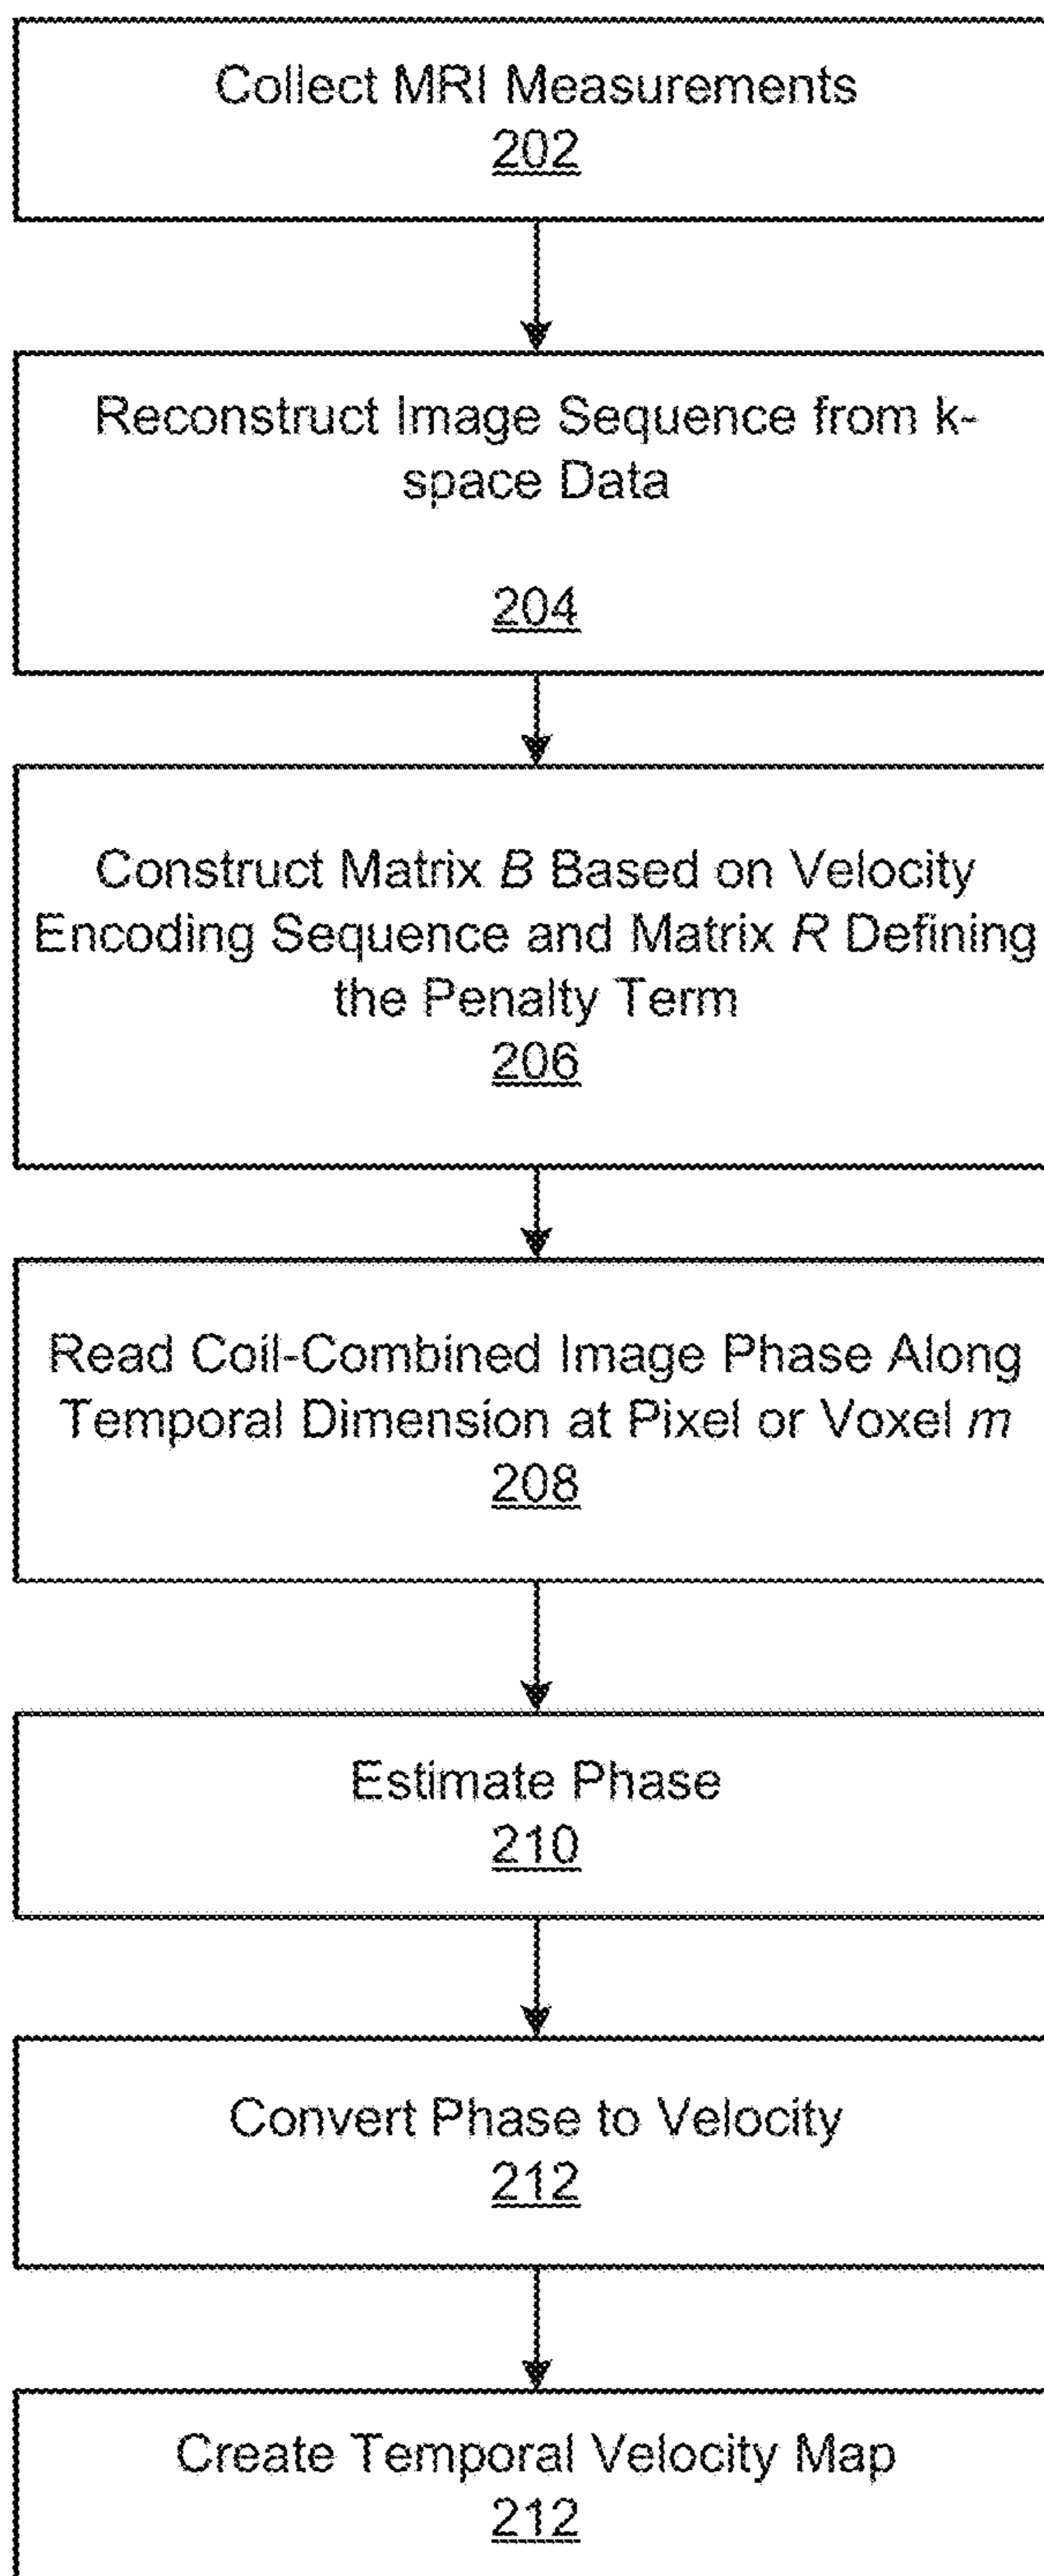 Collect MRI Measurements
202
Reconstruct Image Sequence from k-
space Data
204
Construct Matrix B Based on Velocity
Encoding Sequence and Matrix R Defining
the Penalty Term
206
Read Coil-Combined Image Phase Along
Temporal Dimension at Pixel or Voxel m
208
Estimate Phase
210
Convert Phase to Velocity
212
Create Temporal Velocity Map
212